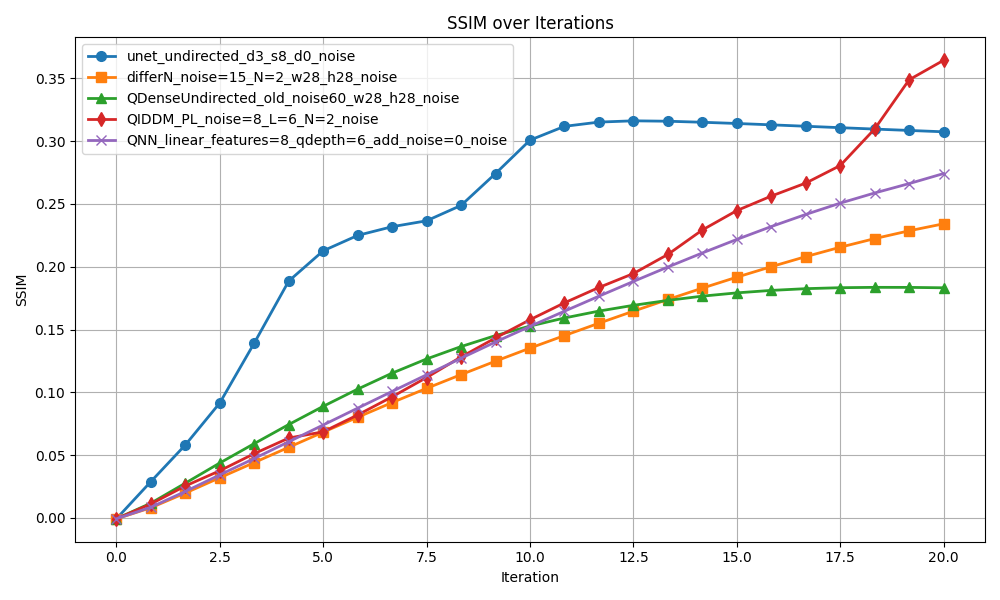 SSIM over Iterations
unet_undirected_d3_s8_d0_noise
differN_noise=15_N=2_w28_h28_noise
QDenseUndirected_old_noise60_w28_h28_noise
QIDDM_PL_noise=8_L=6_N=2_noise
QNN_linear_features=8_qdepth=6_add_noise=0_noise
SSIM
0.35
0.30
0.25
0.20
0.15
0.10
0.05
0.00
0.0 2.5 5.0 7.5 10.0 12.5 15.0 17.5 20.0
Iteration